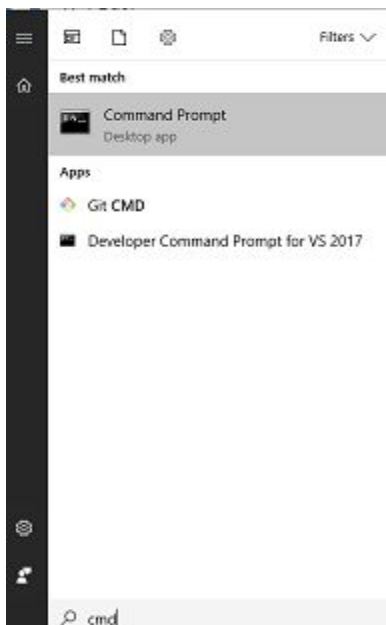 Filters
Best match
Command Prompt
Desktop app
Apps
Git CMD
Developer Command Prompt for VS 2017
cmd